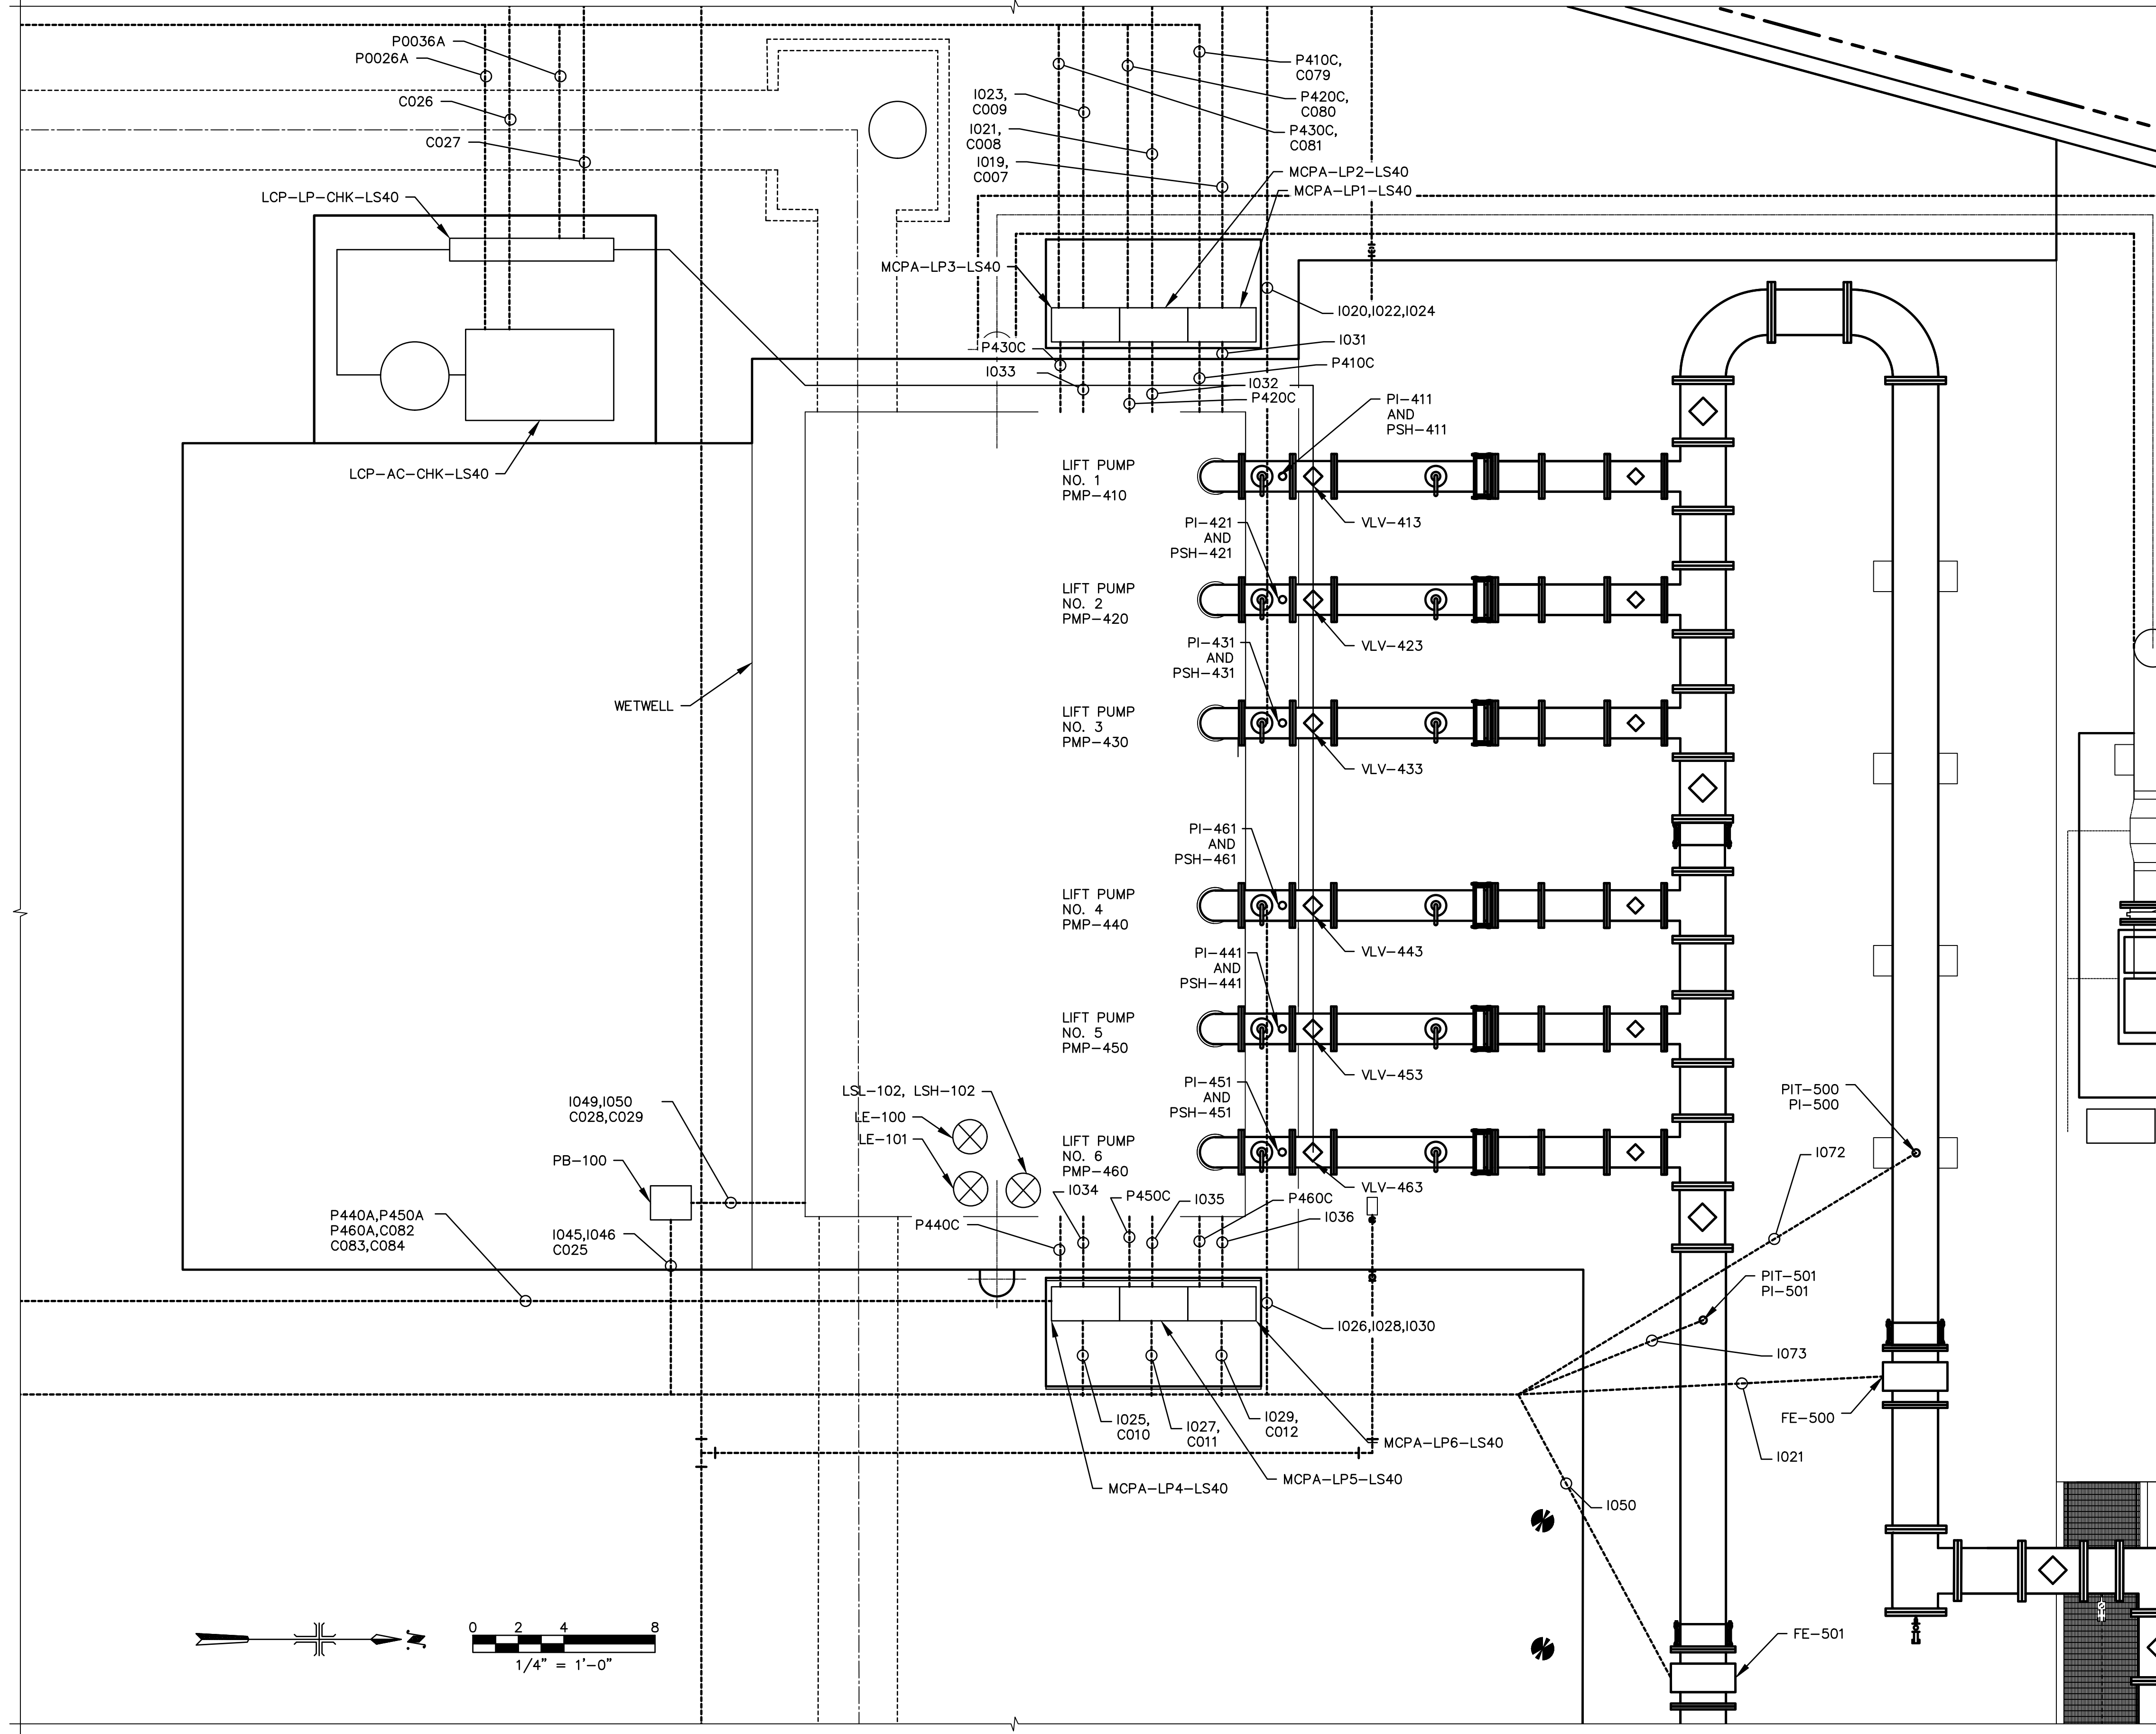 P0036A
P0026A
C026
C027
LCP-LP-CHK-LS40
LCP-AC-CHK-LS40
I023,
C009
I021,
C008
I019,
C007
P410C,
C079
P420C,
C080
P430C,
C081
MCPA-LP2-LS40
MCPA-LP1-LS40
MCPA-LP3-LS40
I020,I022,I024
P430C
I033
I031
P410C
I032
P420C
PI-411
AND
PSH-411
LIFT PUMP
NO. 1
PMP-410
VLV-413
PI-421
AND
PSH-421
LIFT PUMP
NO. 2
PMP-420
VLV-423
PI-431
AND
PSH-431
WETWELL
LIFT PUMP
NO. 3
PMP-430
VLV-433
PI-461
AND
PSH-461
LIFT PUMP
NO. 4
PMP-440
VLV-443
PI-441
AND
PSH-441
LIFT PUMP
NO. 5
PMP-450
VLV-453
PI-451
AND
PSH-451
LSL-102, LSH-102
LE-100
LE-101
LIFT PUMP
NO. 6
PMP-460
VLV-463
I049,I050
C028,C029
PB-100
P440A,P450A
P460A,C082
C083,C084
I045,I046
C025
I034
P450C
I035
P460C
P440C
I036
PIT-500
PI-500
I072
PIT-501
PI-501
I026,I028,I030
I073
FE-500
I021
I025,
C010
I027,
C011
I029,
C012
MCPA-LP6-LS40
MCPA-LP5-LS40
MCPA-LP4-LS40
I050
FE-501
N
0 2 4 8
1/4" = 1'-0"